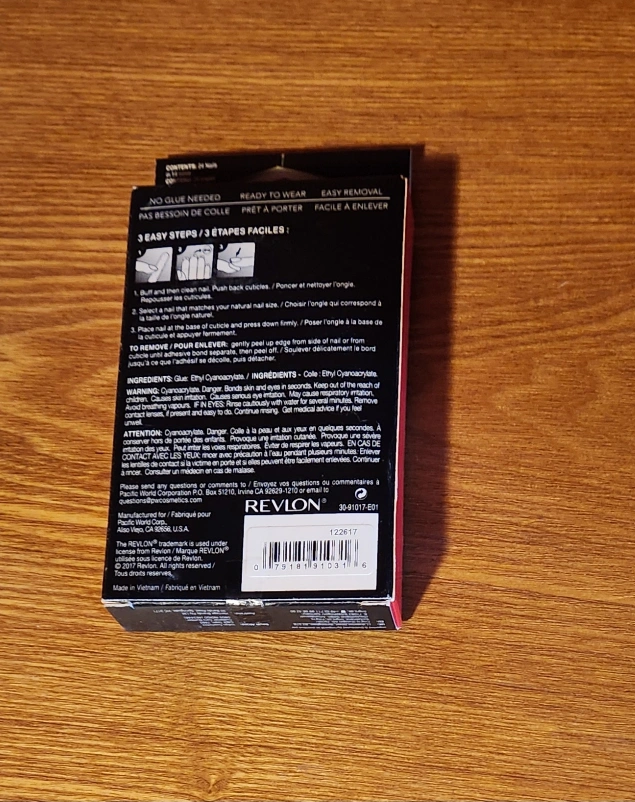 CONTENTS: 24 Nails
NO GLUE NEEDED READY TO WEAR EASY REMOVAL
PAS BESOIN DE COLLE PRÊT À PORTER FACILE À ENLEVER
3 EASY STEPS / 3 ÉTAPES FACILES :
1. Buff and then clean nail. Push back cuticles. / Poncer et nettoyer l'ongle.
Repousser les cuticules.
2. Select a nail that matches your natural nail size. / Choisir l'ongle qui correspond à
la taille de l'ongle naturel.
3. Place nail at the base of cuticle and press down firmly. / Poser l'ongle à la base de
la cuticule et appuyer fermement.
TO REMOVE / POUR ENLEVER: gently peel up edge from side of nail or from
cuticle until adhesive bond separate, then peel off. / Soulever délicatement le bord
jusqu'à ce que l'adhésif se décolle, puis détacher.
INGREDIENTS: Glue: Ethyl Cyanoacrylate. / INGRÉDIENTS - Colle : Ethyl Cyanoacrylate.
WARNING: Cyanoacrylate. Danger. Bonds skin and eyes in seconds. Keep out of the reach of
children. Causes skin irritation. Causes serious eye irritation. May cause respiratory irritation.
Avoid breathing vapours. IF IN EYES: Rinse cautiously with water for several minutes. Remove
contact lenses, if present and easy to do. Continue rinsing. Get medical advice if you feel
unwell.
ATTENTION: Cyanoacrylate. Danger. Colle à la peau et aux yeux en quelques secondes. À
conserver hors de portée des enfants. Provoque une irritation cutanée. Provoque une sévère
irritation des yeux. Peut irriter les voies respiratoires. Éviter de respirer les vapeurs. EN CAS DE
CONTACT AVEC LES YEUX: rincer avec précaution à l'eau pendant plusieurs minutes. Enlever
les lentilles de contact si la victime en porte et si elles peuvent être facilement enlevées. Continuer
à rincer. Consulter un médecin en cas de malaise.
Please send any questions or comments to / Envoyez vos questions ou commentaires à
Pacific World Corporation P.O. Box 51210, Irvine CA 92629-1210 or email to
questions@pwcosmetics.com
REVLON® 30-91017-E01
Manufactured for / Fabriqué pour
Pacific World Corp.,
Aliso Viejo, CA 92656, U.S.A.
The REVLON® trademark is used under
license from Revlon / Marque REVLON®
utilisée sous licence de Revlon.
© 2017 Revlon. All rights reserved /
Tous droits réservés.
122617
0 79181 91031 6
Made in Vietnam / Fabriqué en Vietnam